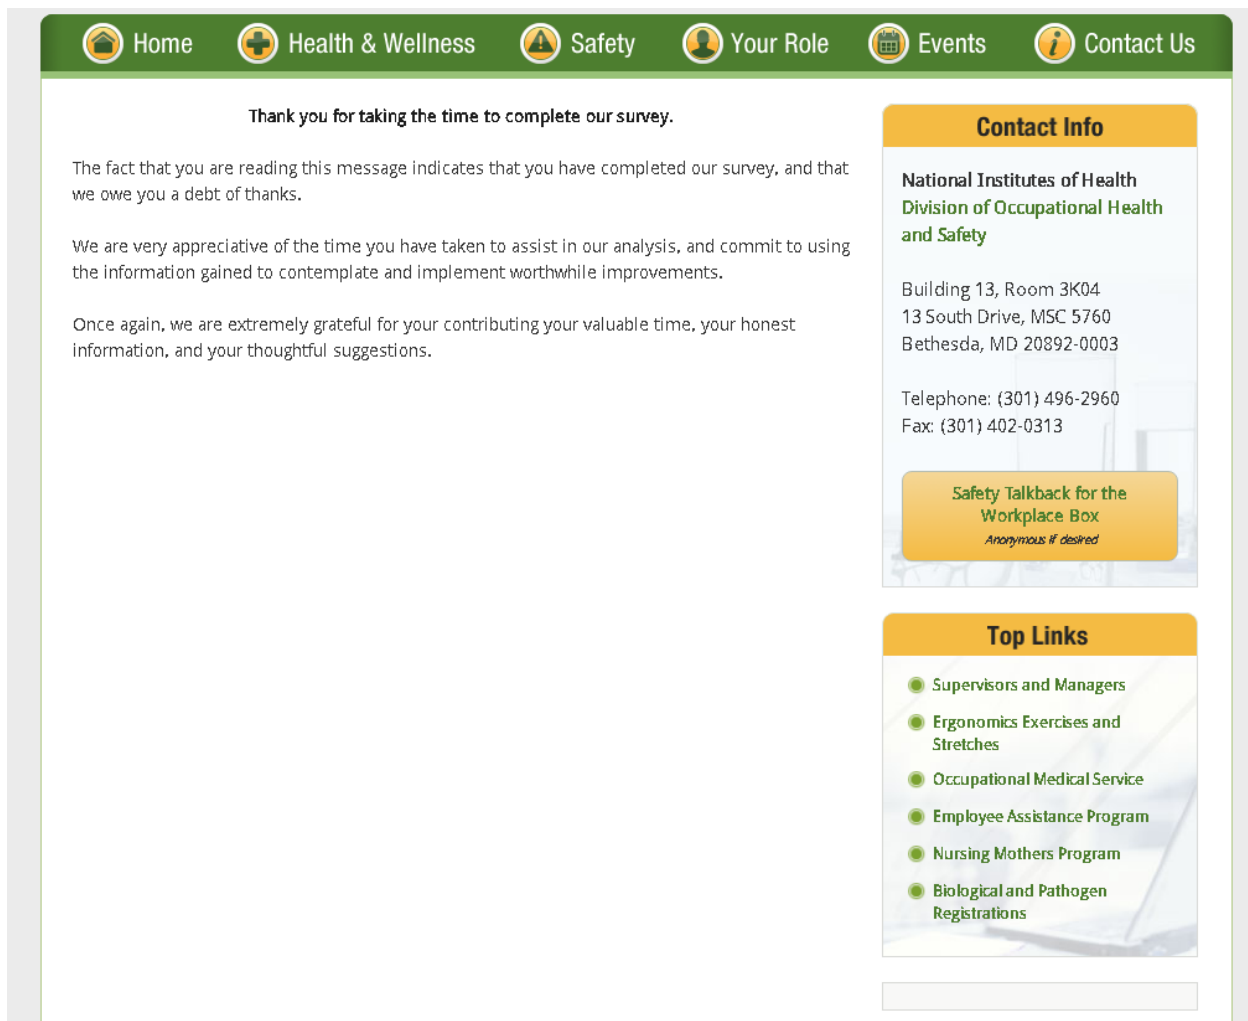 Home
Health & Wellness
Safety
Your Role
Events
Contact Us
Thank you for taking the time to complete our survey.
The fact that you are reading this message indicates that you have completed our survey, and that
we owe you a debt of thanks.
We are very appreciative of the time you have taken to assist in our analysis, and commit to using
the information gained to contemplate and implement worthwhile improvements.
Once again, we are extremely grateful for your contributing your valuable time, your honest
information, and your thoughtful suggestions.
Contact Info
National Institutes of Health
Division of Occupational Health
and Safety
Building 13, Room 3K04
13 South Drive, MSC 5760
Bethesda, MD 20892-0003
Telephone: (301) 496-2960
Fax: (301) 402-0313
Safety Talkback for the
Workplace Box
Anonymous if desired
Top Links
Supervisors and Managers
Ergonomics Exercises and
Stretches
Occupational Medical Service
Employee Assistance Program
Nursing Mothers Program
Biological and Pathogen
Registrations